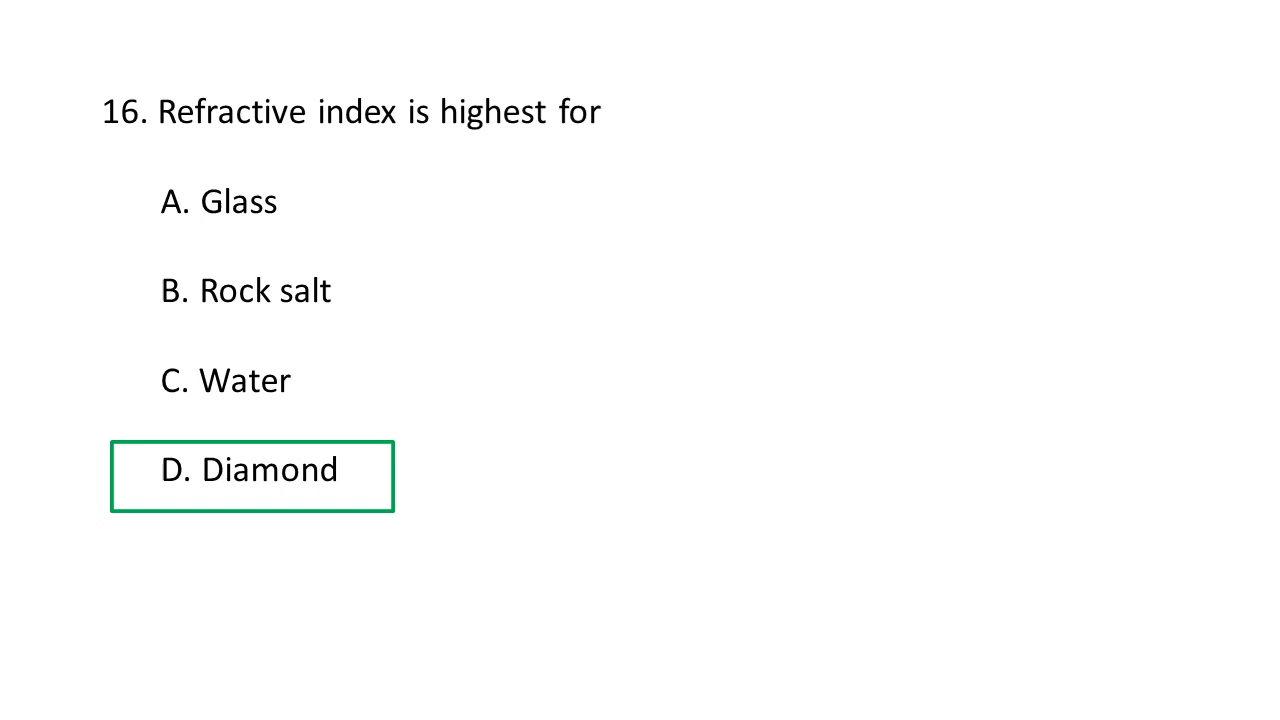 16. Refractive index is highest for
A. Glass
B. Rock salt
C. Water
D. Diamond